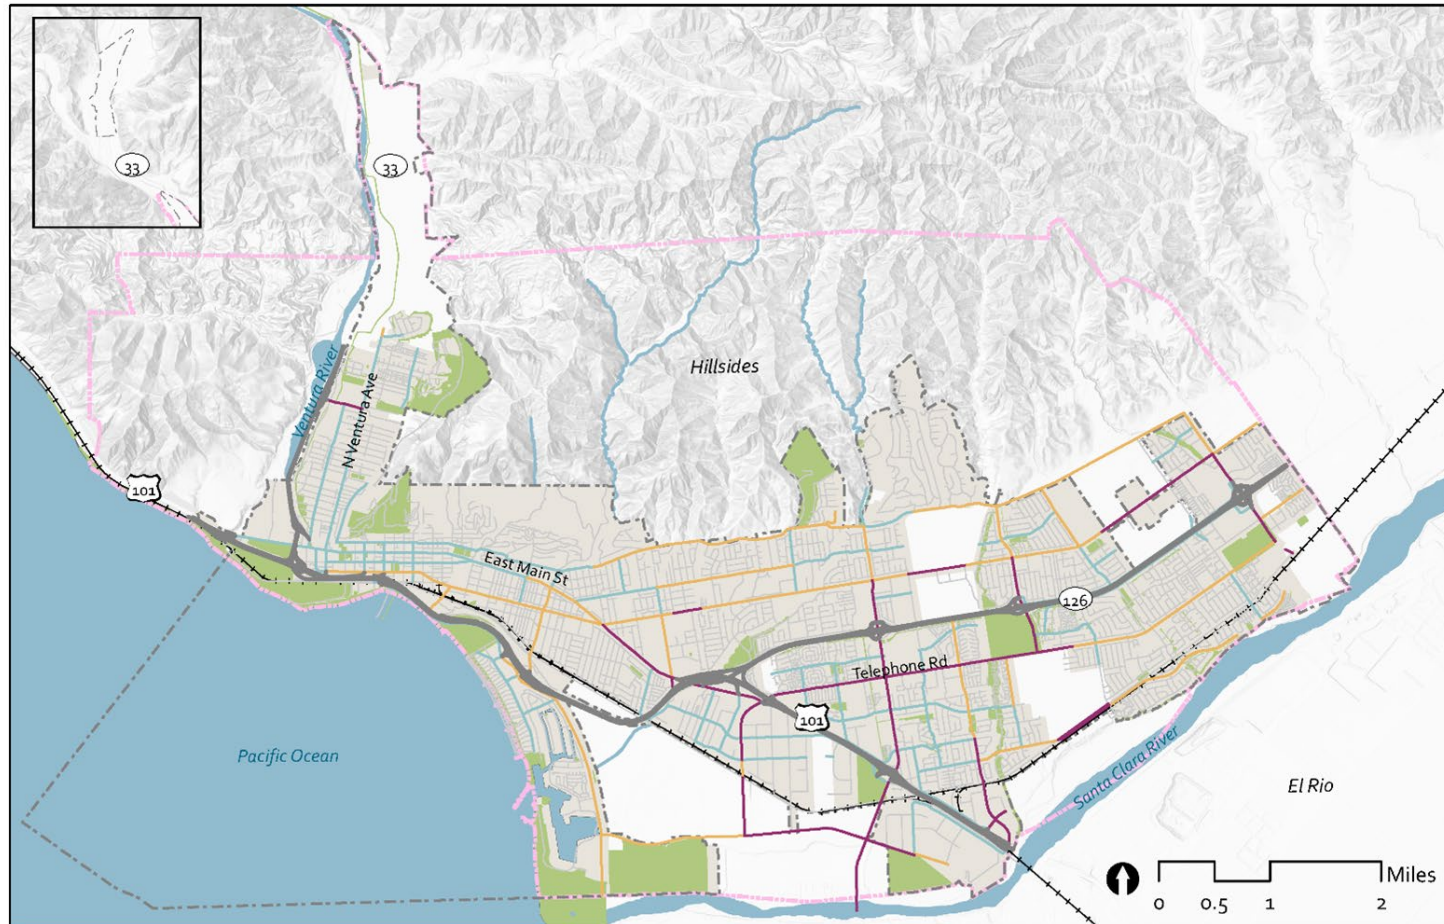 33
33
Hillsides
Ventura River
N Ventura Ave
101
East Main St
126
Telephone Rd
101
Pacific Ocean
Santa Clara River
El Rio
0 0.5 1 2 Miles